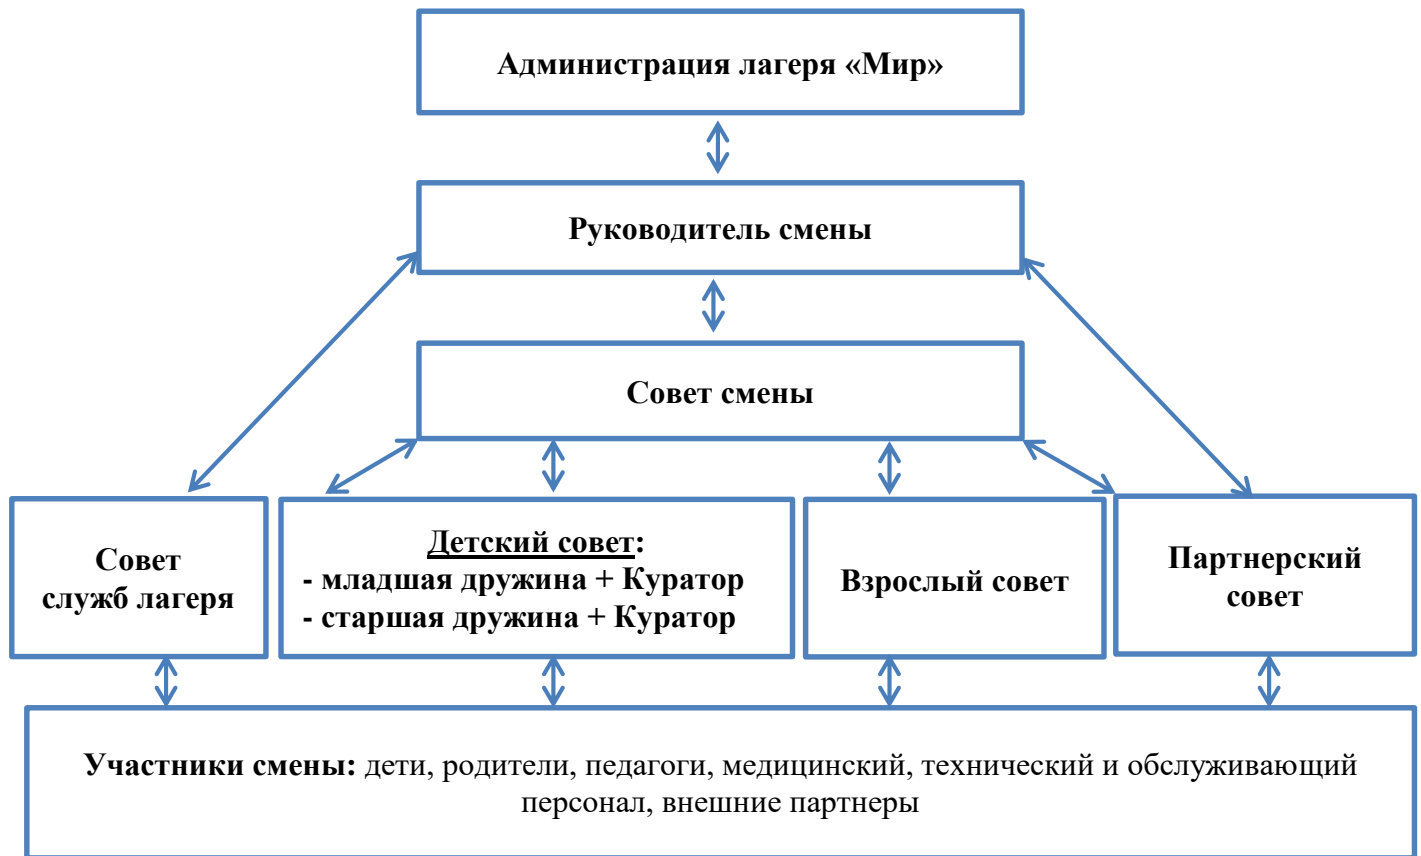 Администрация лагеря «Мир»
Руководитель смены
Совет смены
Совет
служб лагеря
Детский совет:
- младшая дружина + Куратор
- старшая дружина + Куратор
Взрослый совет
Партнерский
совет
Участники смены: дети, родители, педагоги, медицинский, технический и обслуживающий
персонал, внешние партнеры